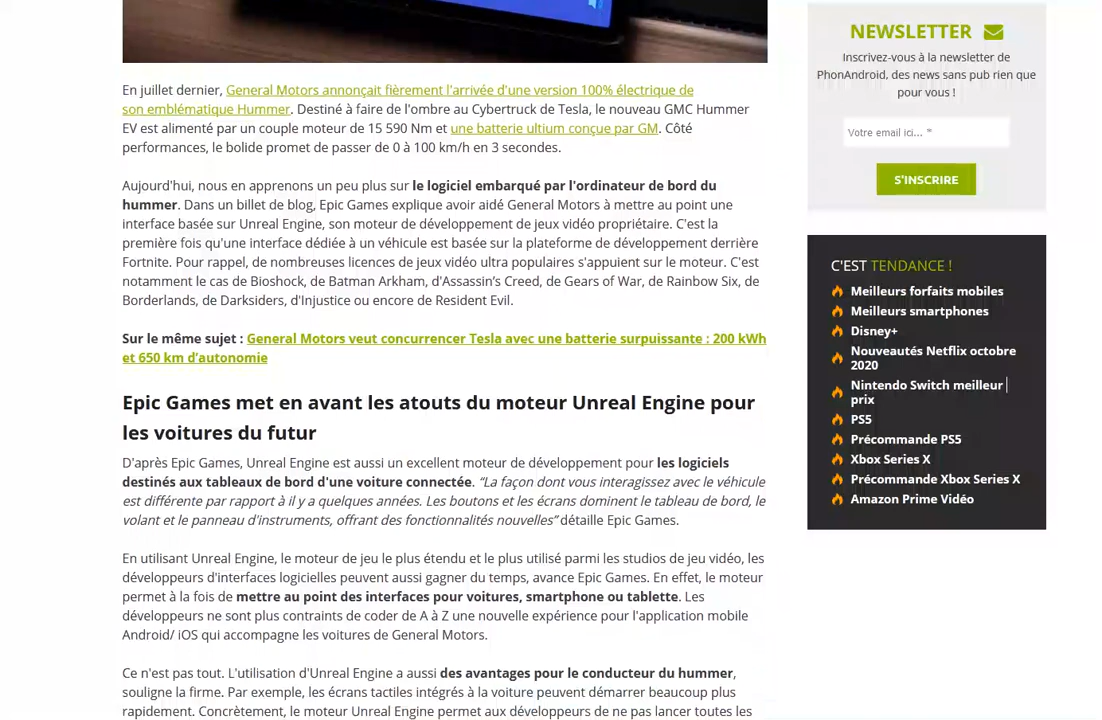 En juillet dernier, General Motors annonçait fièrement l'arrivée d'une version 100% électrique de
son emblématique Hummer. Destiné à faire de l'ombre au Cybertruck de Tesla, le nouveau GMC Hummer
EV est alimenté par un couple moteur de 15 590 Nm et une batterie ultium conçue par GM. Côté
performances, le bolide promet de passer de 0 à 100 km/h en 3 secondes.
Aujourd'hui, nous en apprenons un peu plus sur le logiciel embarqué par l'ordinateur de bord du
hummer. Dans un billet de blog, Epic Games explique avoir aidé General Motors à mettre au point une
interface basée sur Unreal Engine, son moteur de développement de jeux vidéo propriétaire. C'est la
première fois qu'une interface dédiée à un véhicule est basée sur la plateforme de développement derrière
Fortnite. Pour rappel, de nombreuses licences de jeux vidéo ultra populaires s'appuient sur le moteur. C'est
notamment le cas de Bioshock, de Batman Arkham, d'Assassin's Creed, de Gears of War, de Rainbow Six, de
Borderlands, de Darksiders, d'Injustice ou encore de Resident Evil.
Sur le même sujet : General Motors veut concurrencer Tesla avec une batterie surpuissante : 200 kWh
et 650 km d'autonomie
Epic Games met en avant les atouts du moteur Unreal Engine pour
les voitures du futur
D'après Epic Games, Unreal Engine est aussi un excellent moteur de développement pour les logiciels
destinés aux tableaux de bord d'une voiture connectée. “La façon dont vous interagissez avec le véhicule
est différente par rapport à il y a quelques années. Les boutons et les écrans dominent le tableau de bord, le
volant et le panneau d'instruments, offrant des fonctionnalités nouvelles” détaille Epic Games.
En utilisant Unreal Engine, le moteur de jeu le plus étendu et le plus utilisé parmi les studios de jeu vidéo, les
développeurs d'interfaces logicielles peuvent aussi gagner du temps, avance Epic Games. En effet, le moteur
permet à la fois de mettre au point des interfaces pour voitures, smartphone ou tablette. Les
développeurs ne sont plus contraints de coder de A à Z une nouvelle expérience pour l'application mobile
Android/ iOS qui accompagne les voitures de General Motors.
Ce n'est pas tout. L'utilisation d'Unreal Engine a aussi des avantages pour le conducteur du hummer,
souligne la firme. Par exemple, les écrans tactiles intégrés à la voiture peuvent démarrer beaucoup plus
rapidement. Concrètement, le moteur Unreal Engine permet aux développeurs de ne pas lancer toutes les
NEWSLETTER
Inscrivez-vous à la newsletter de
PhonAndroid, des news sans pub rien que
pour vous !
Votre email ici... *
S'INSCRIRE
C'EST TENDANCE !
Meilleurs forfaits mobiles
Meilleurs smartphones
Disney+
Nouveautés Netflix octobre
2020
Nintendo Switch meilleur
prix
PS5
Précommande PS5
Xbox Series X
Précommande Xbox Series X
Amazon Prime Vidéo